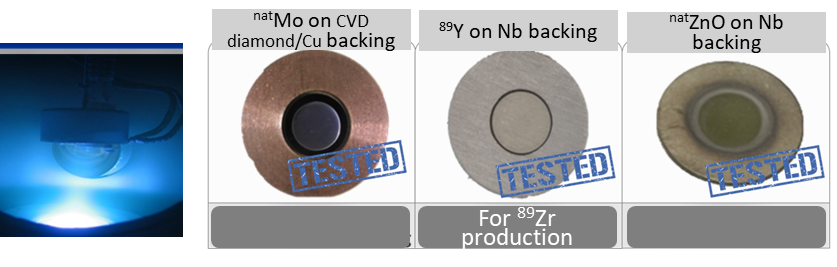 natMo on CVD
diamond/Cu backing
89Y on Nb backing
natZnO on Nb
backing
TESTED
TESTED
TESTED
For 89Zr
production